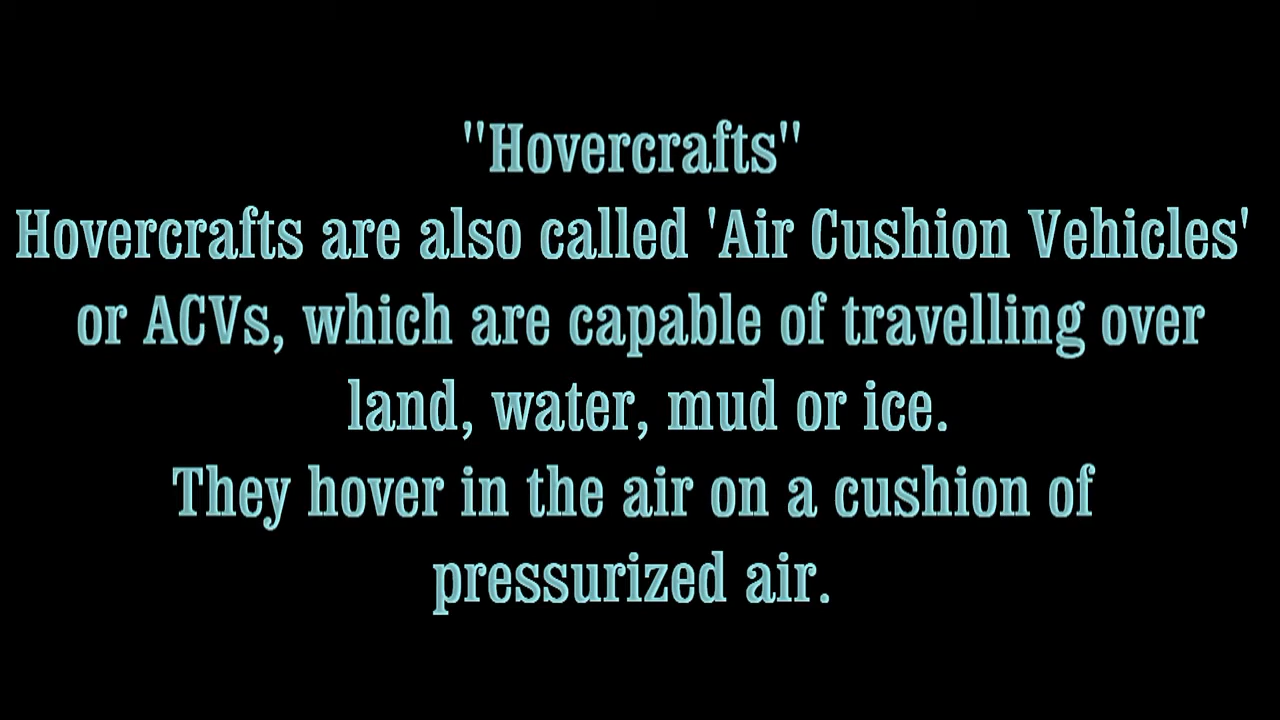 "Hovercrafts"
Hovercrafts are also called 'Air Cushion Vehicles'
or ACVs, which are capable of travelling over
land, water, mud or ice.
They hover in the air on a cushion of
pressurized air.